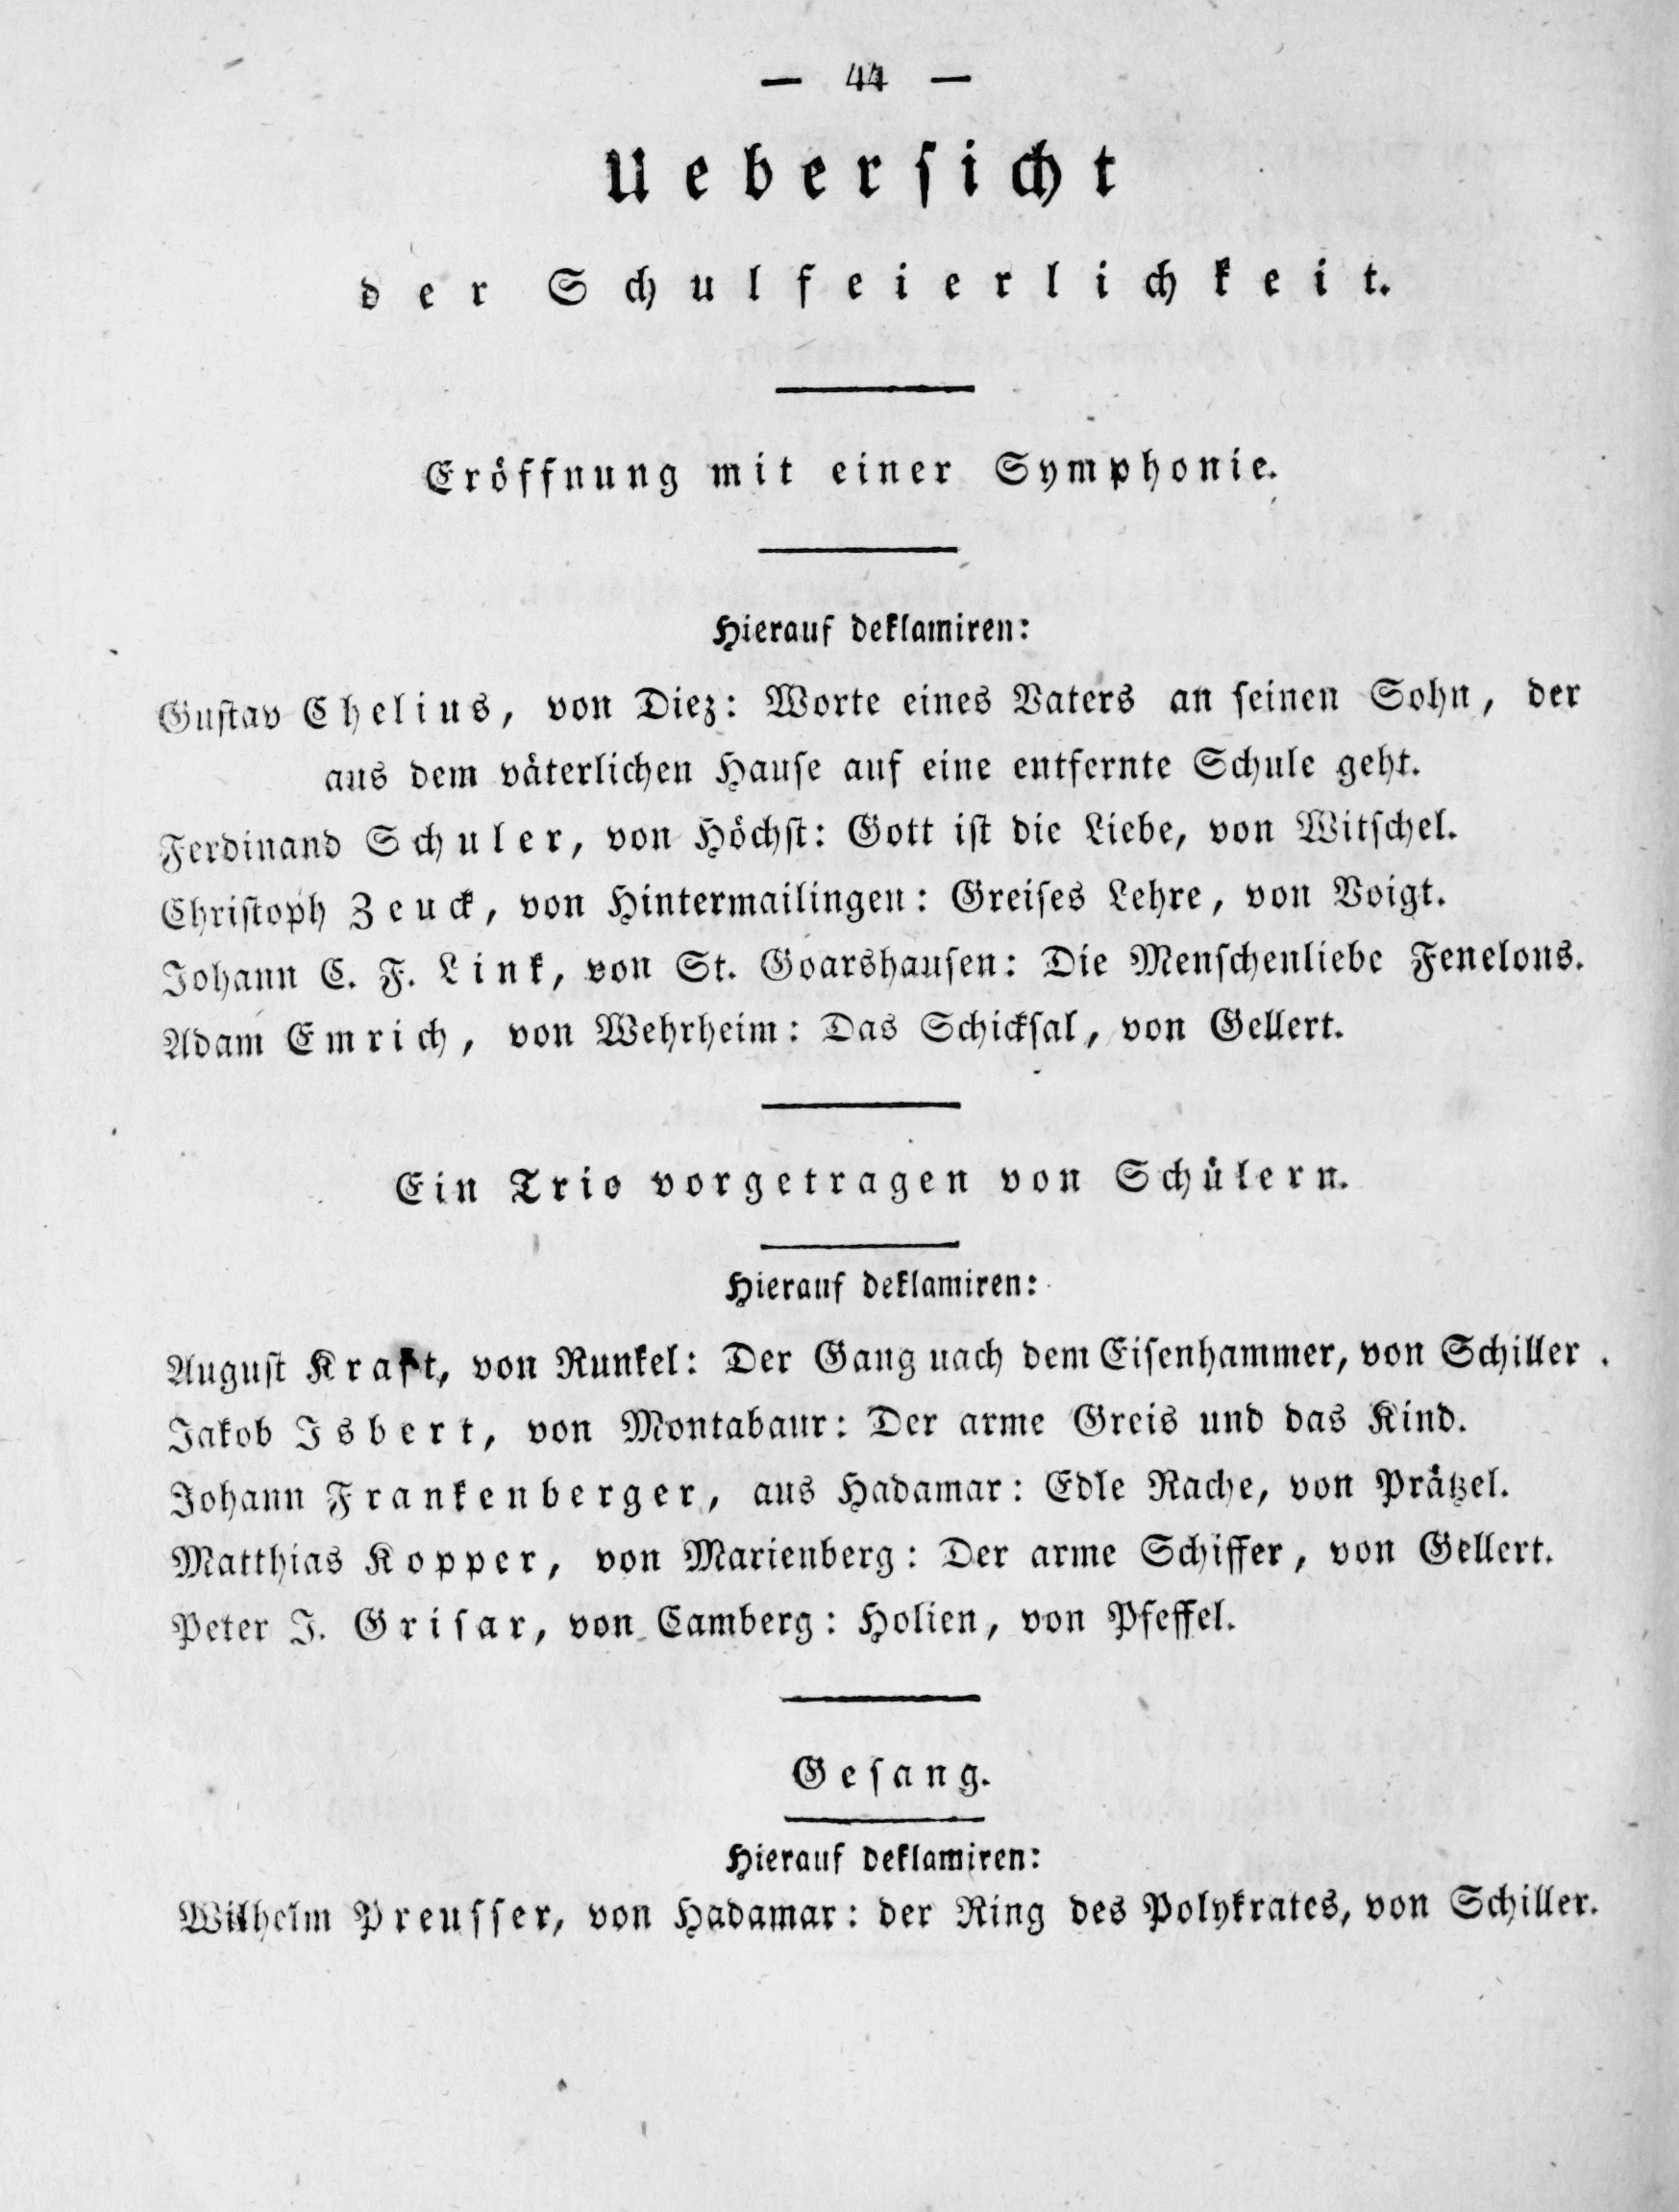 — 44 —
Uebersicht
der Schulfeierlichkeit.
Eröffnung mit einer Symphonie.
Hierauf deklamiren:
Gustav Chelius, von Diez: Worte eines Vaters an seinen Sohn, der
aus dem väterlichen Hause auf eine entfernte Schule geht.
Ferdinand Schuler, von Höchst: Gott ist die Liebe, von Witschel.
Christoph Zeuck, von Hintermailingen: Greises Lehre, von Voigt.
Johann C. F. Link, von St. Goarshausen: Die Menschenliebe Fenelons.
Adam Emrich, von Wehrheim: Das Schicksal, von Gellert.
Ein Trio vorgetragen von Schülern.
Hierauf deklamiren:
August Kraft, von Runkel: Der Gang uach dem Eisenhammer, von Schiller.
Jakob Isbert, von Montabaur: Der arme Greis und das Kind.
Johann Frankenberger, aus Hadamar: Edle Rache, von Prätzel.
Matthias Kopper, von Marienberg: Der arme Schiffer, von Gellert.
Peter J. Grisar, von Camberg: Holien, von Pfeffel.
Gesang.
Hierauf deklamiren:
Wilhelm Preusser, von Hadamar: der Ring des Polykrates, von Schiller.